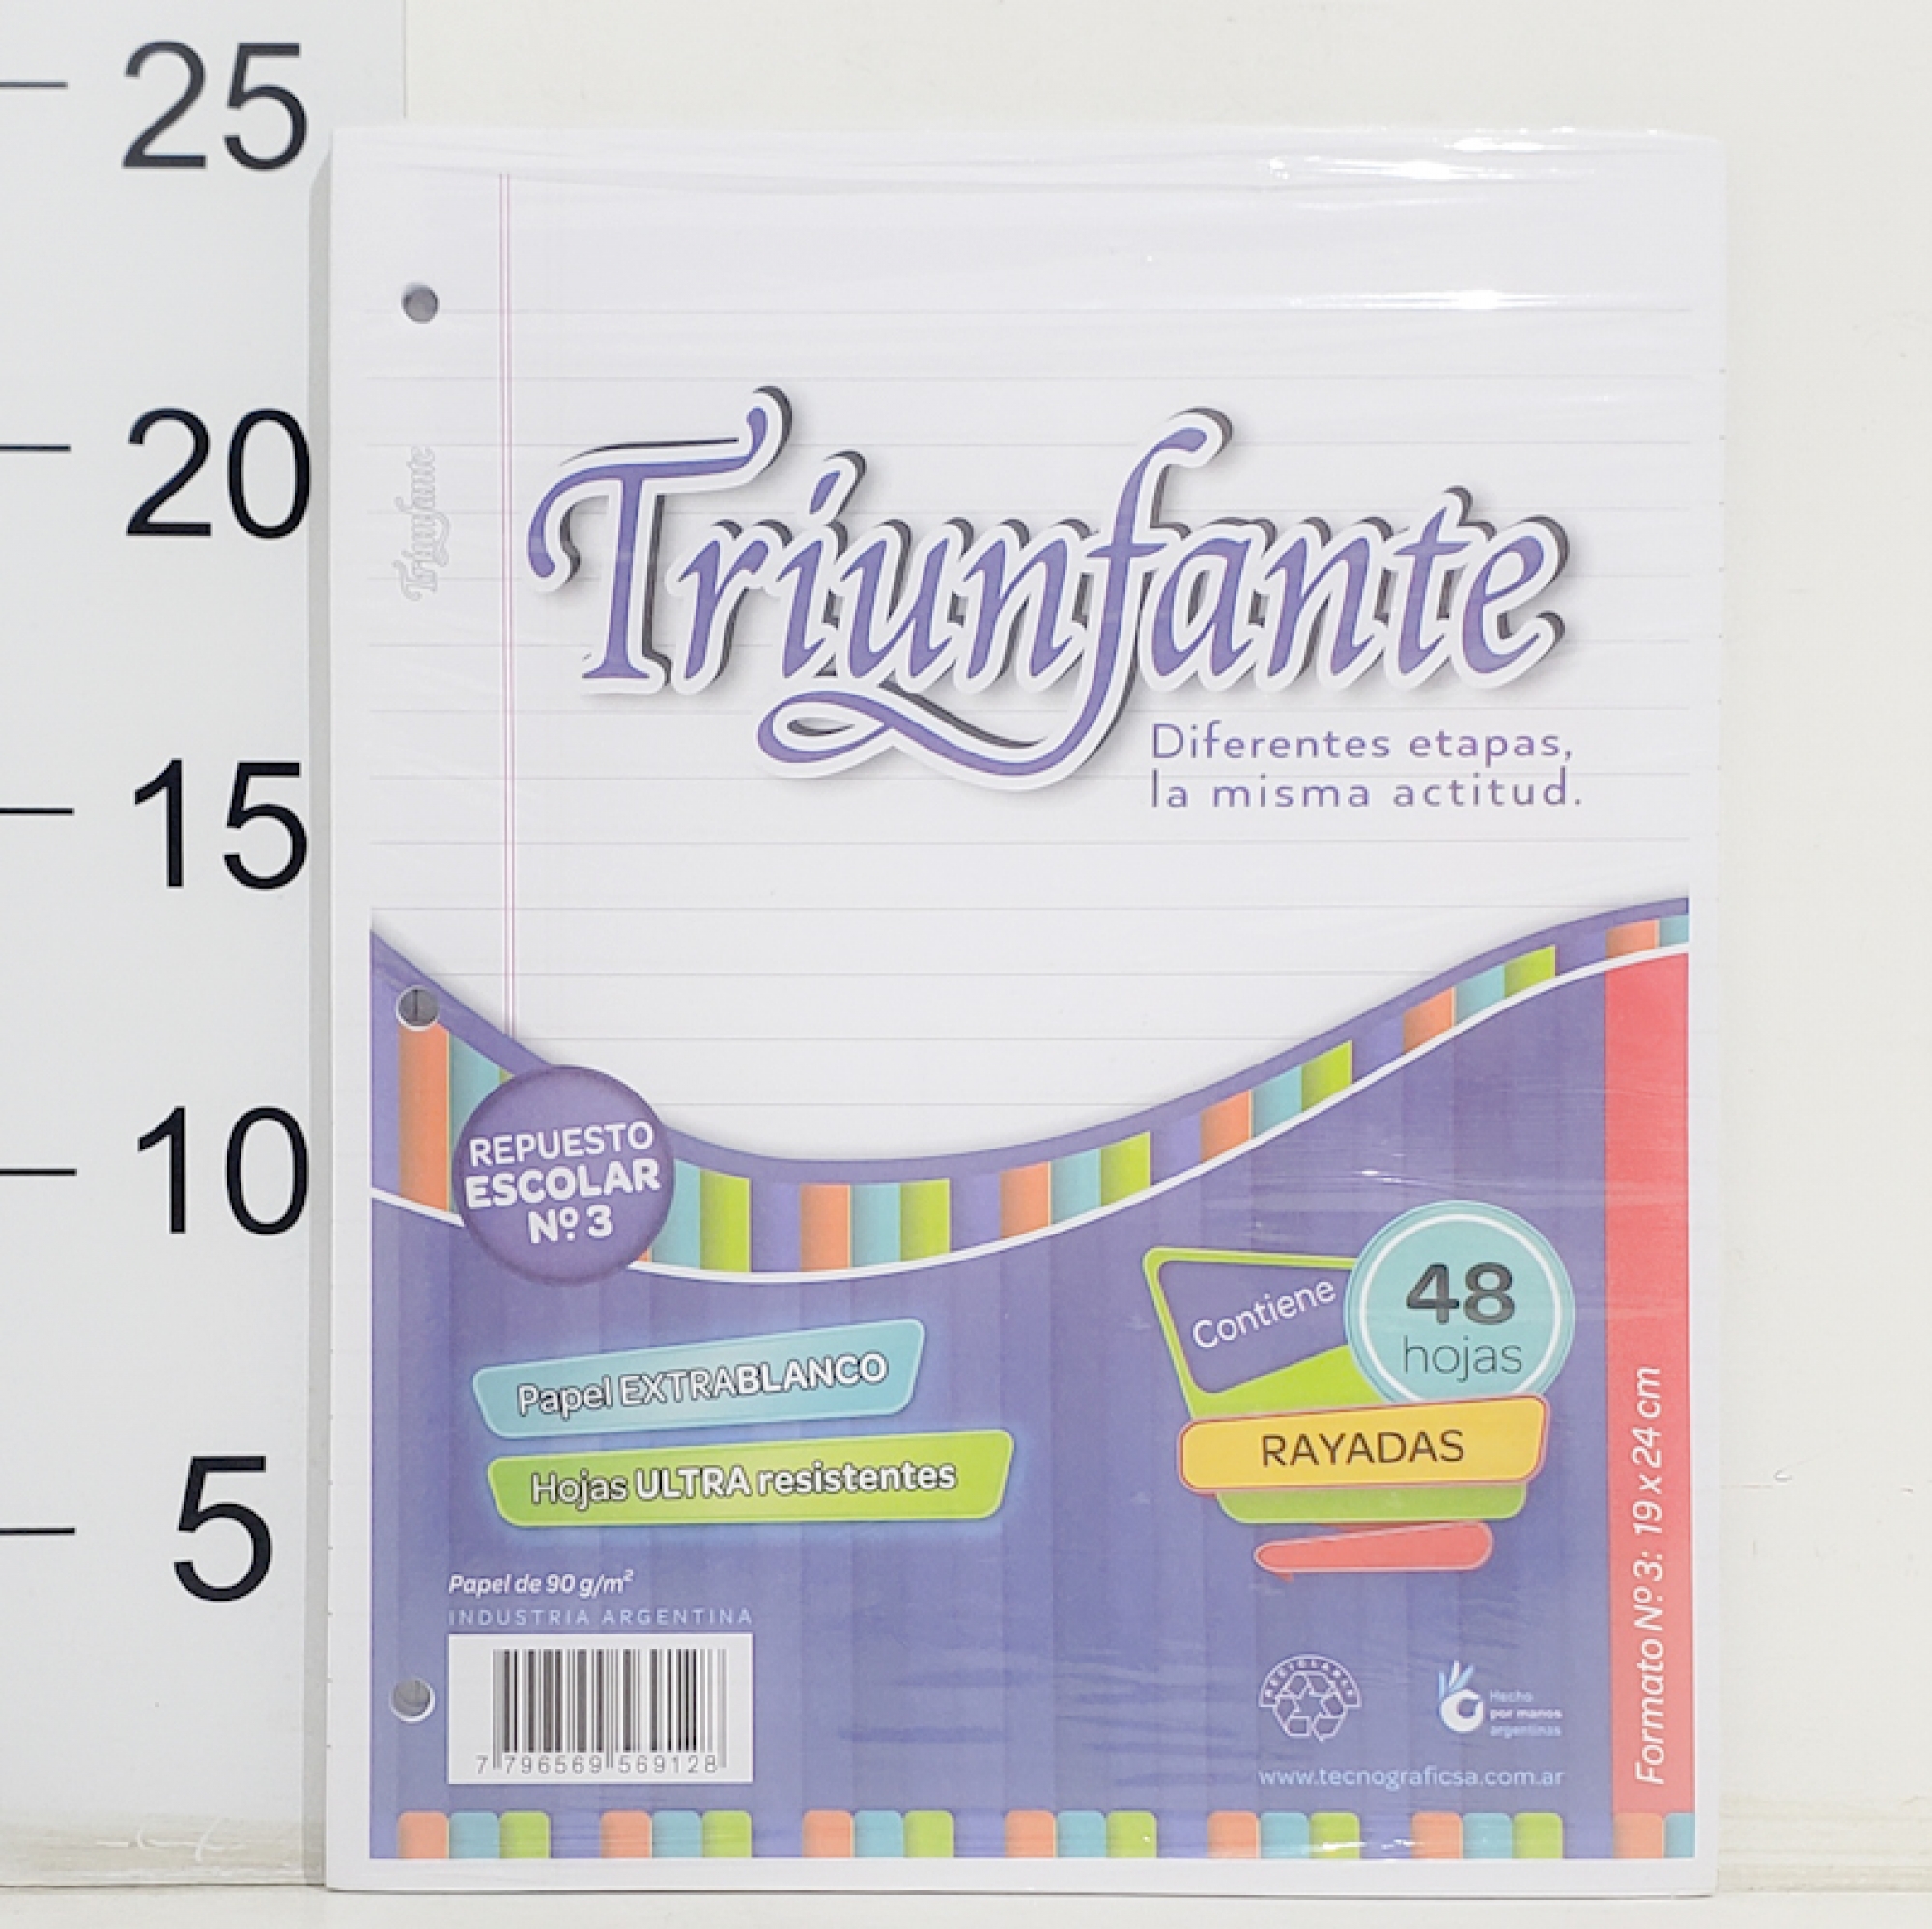 25
20
15
10
5
Triunfante
Triunfante
Diferentes etapas,
la misma actitud.
REPUESTO
ESCOLAR
Nº 3
Contiene
48
hojas
RAYADAS
Papel EXTRABLANCO
Hojas ULTRA resistentes
Papel de 90 g/m²
INDUSTRIA ARGENTINA
7 796569 569128
RECICLABLE
Hecho
por manos
argentinas
www.tecnograficsa.com.ar
Formato Nº 3: 19 x 24 cm